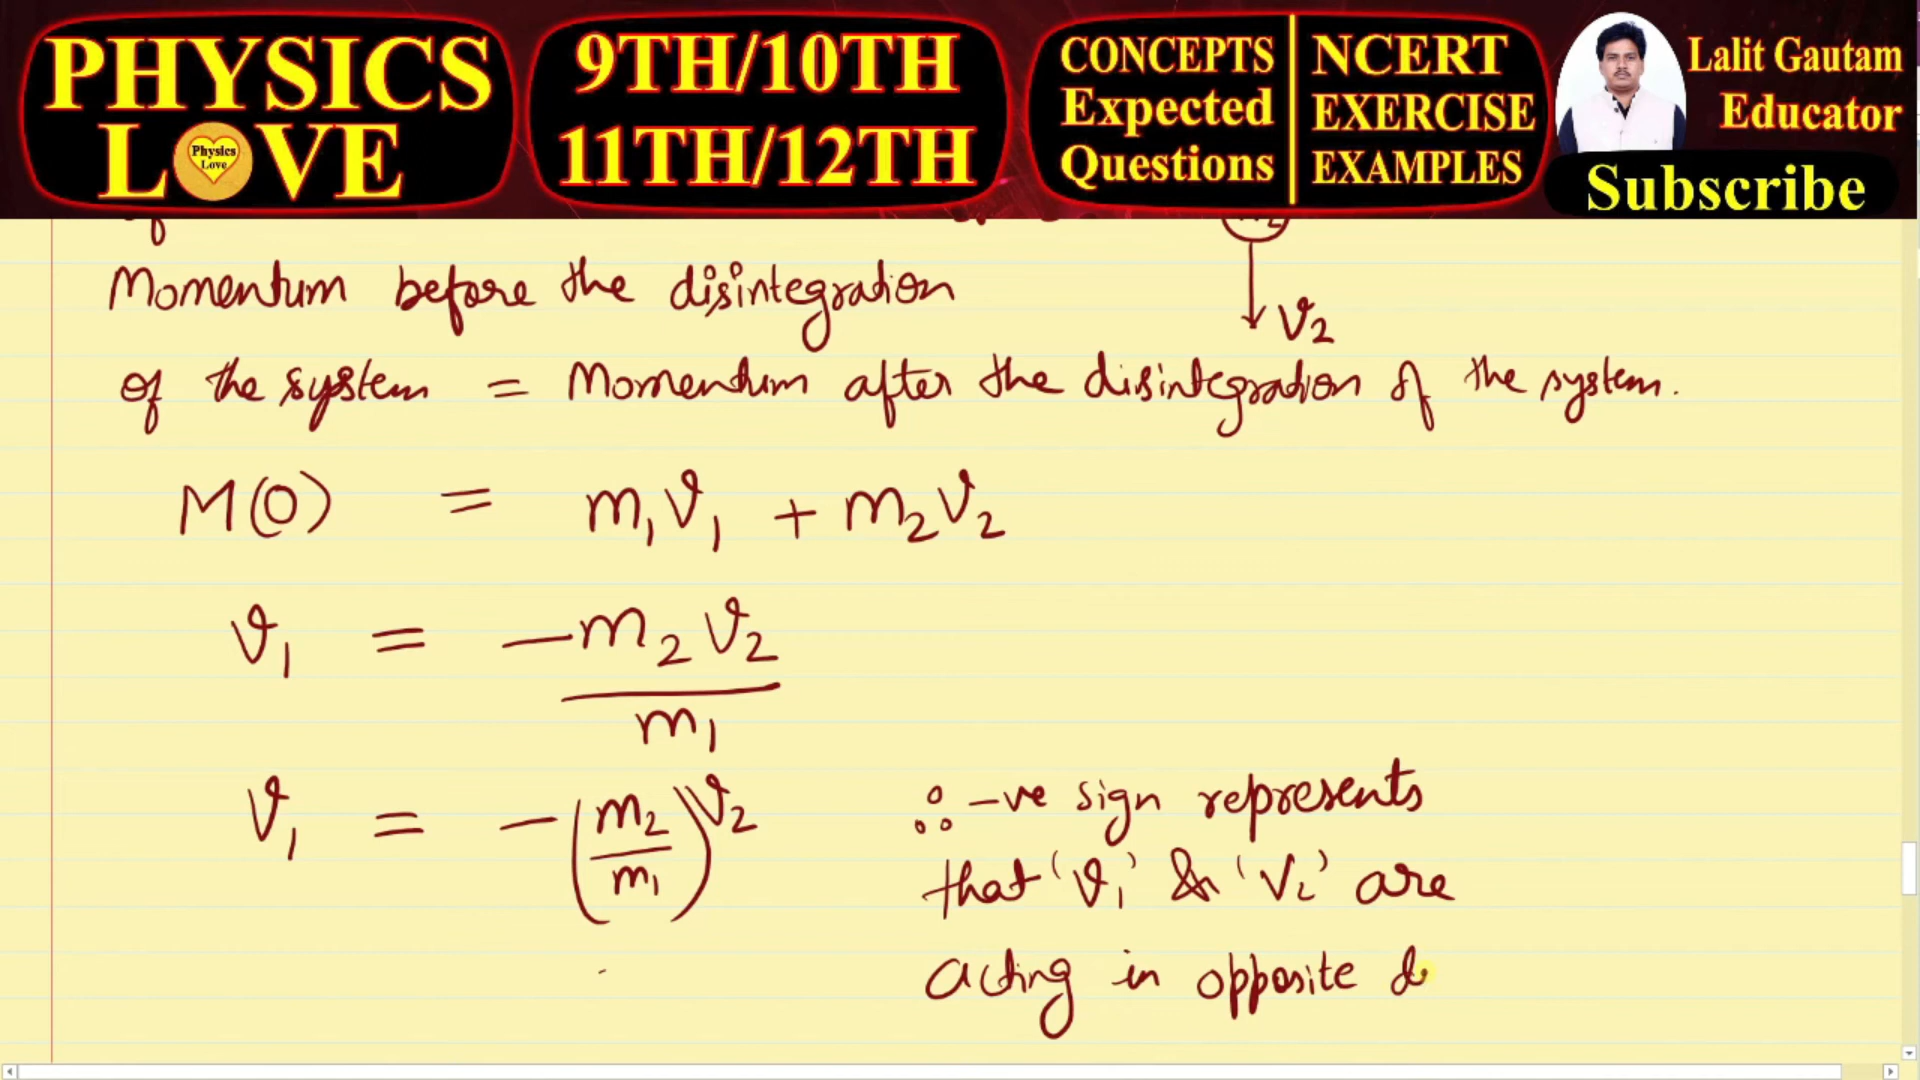 PHYSICS
LOVE
Physics
Love
9TH/10TH
11TH/12TH
CONCEPTS
Expected
Questions
NCERT
EXERCISE
EXAMPLES
Lalit Gautam
Educator
Subscribe
Momentum before the disintegration
V2
of the system = Momentum after the disintegration of the system.
M(0) = m1v1 + m2v2
v1 = -m2v2
m1
v1 = -(m2/m1)v2
∴ -ve sign represents
that 'v1' & 'v2' are
acting in opposite